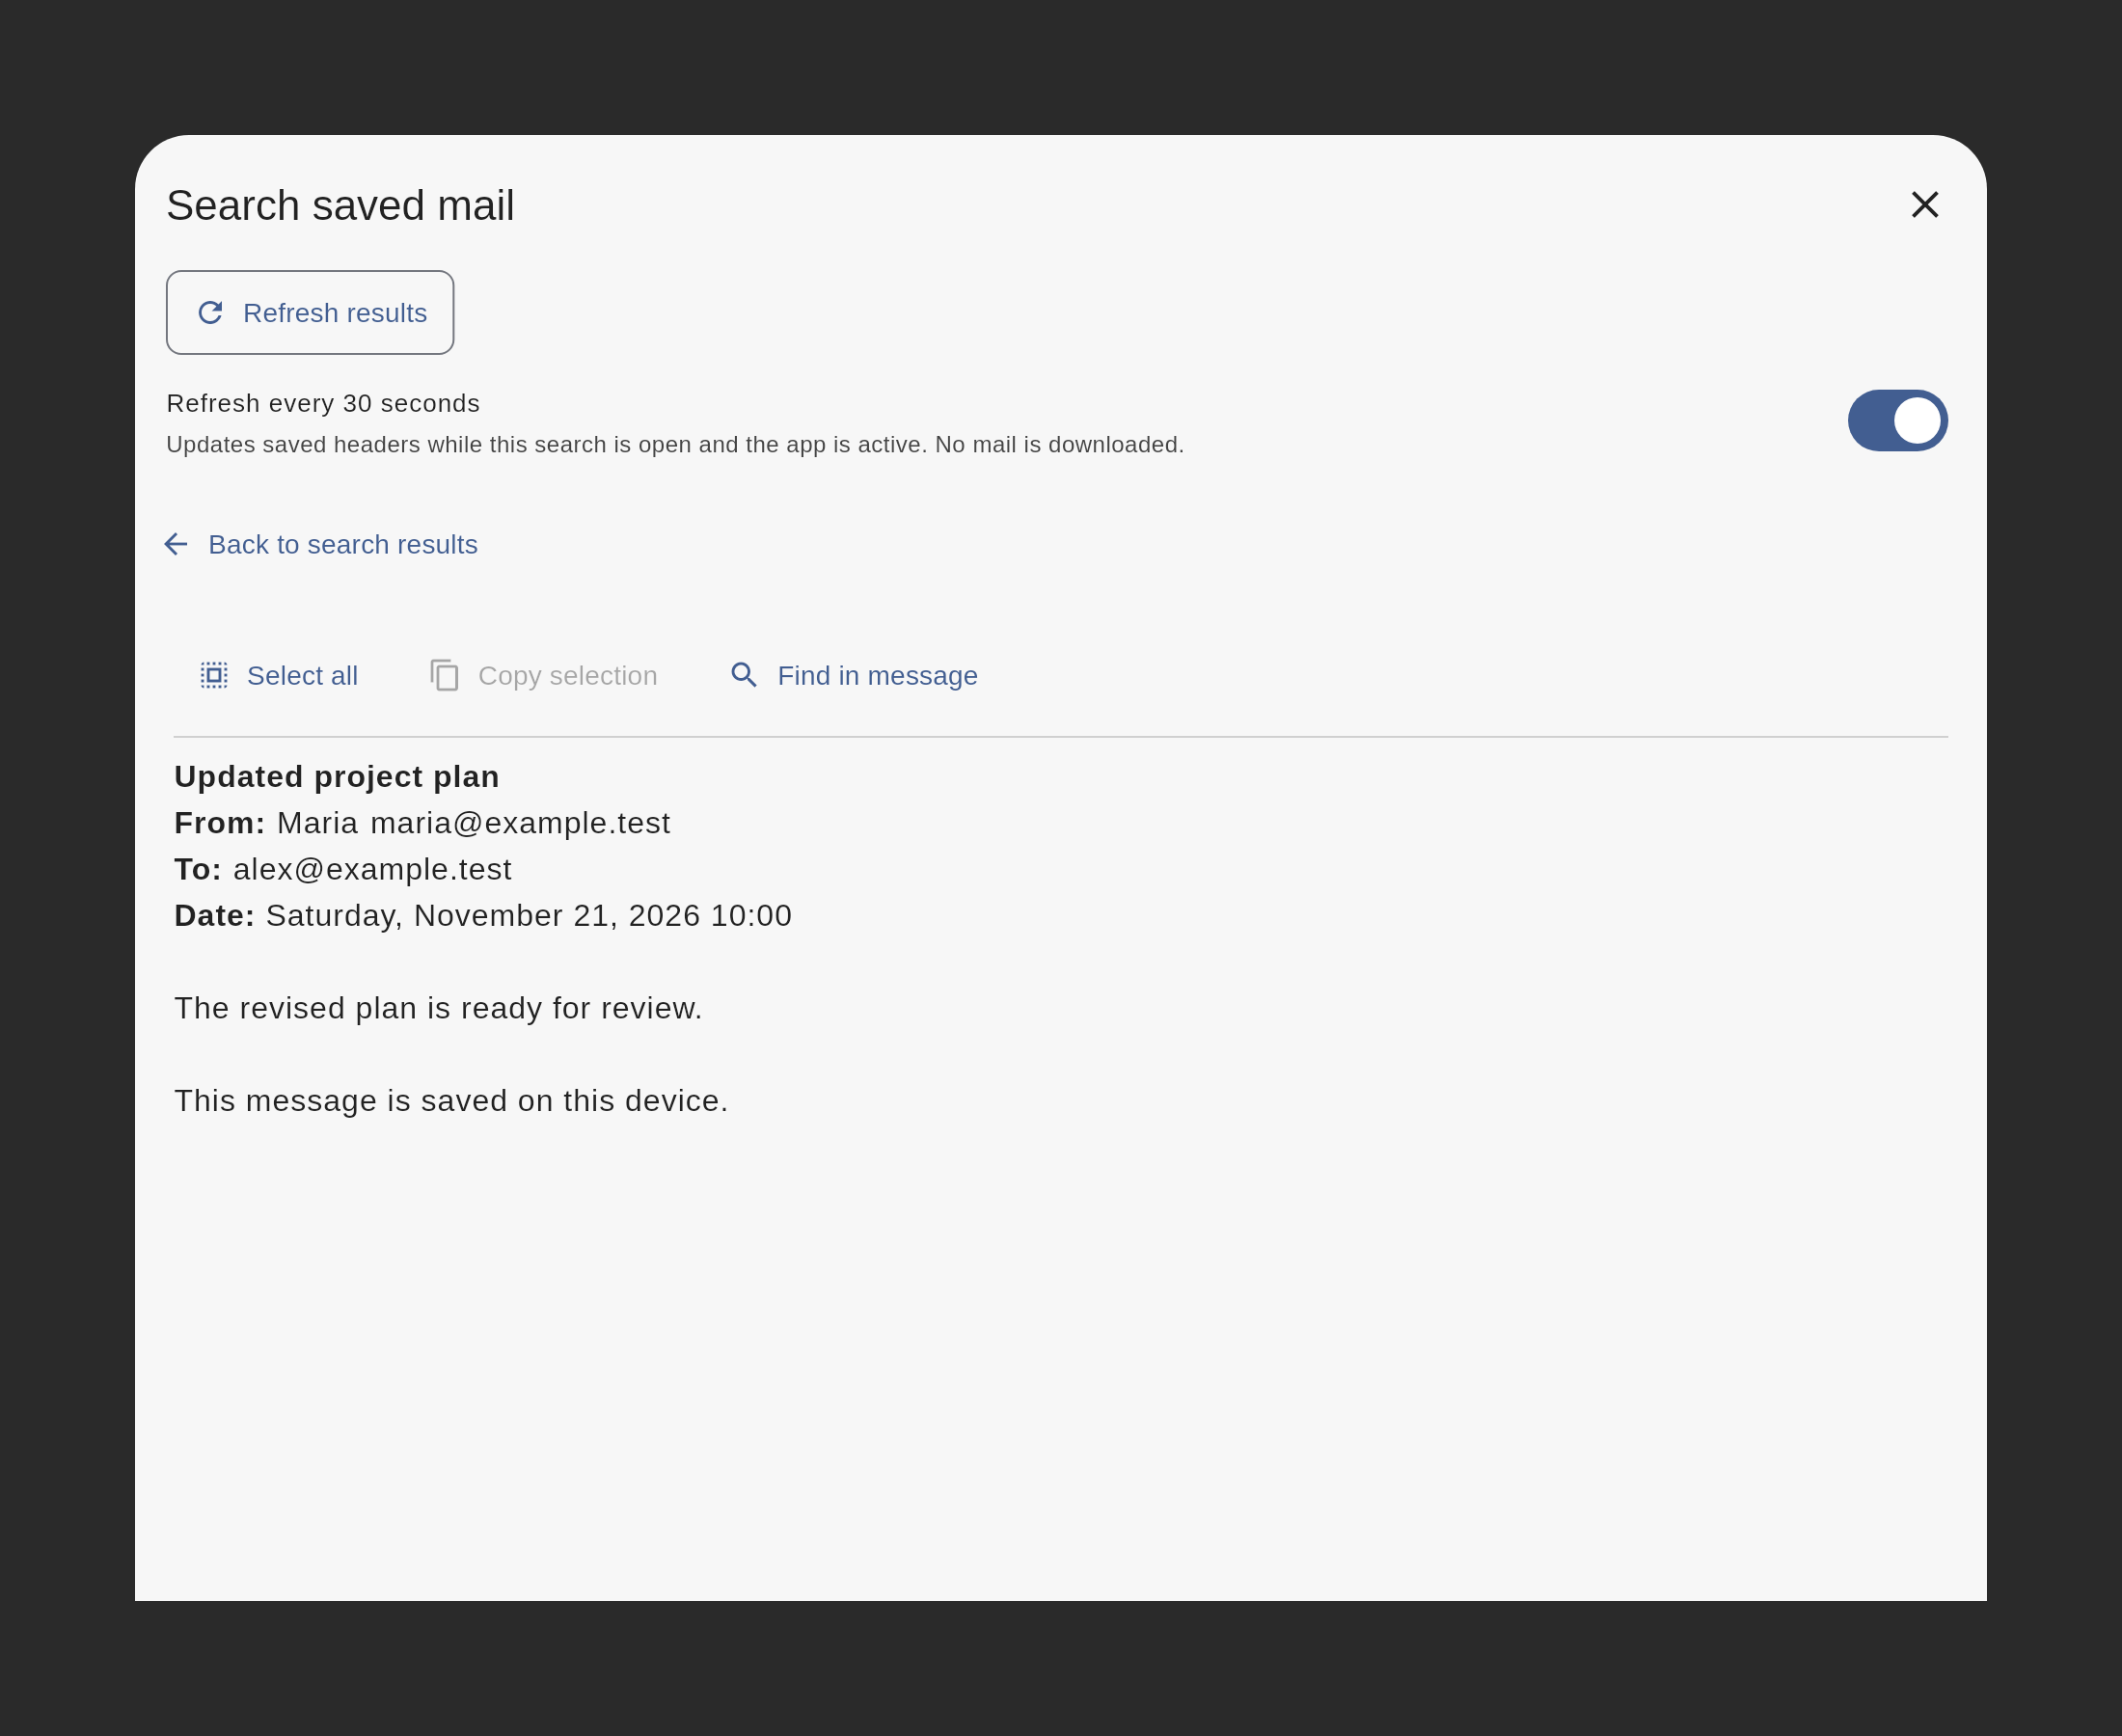 Search saved mail
Refresh results
Refresh every 30 seconds
Updates saved headers while this search is open and the app is active. No mail is downloaded.
Back to search results
Select all
Copy selection
Find in message
Updated project plan
From: Maria maria@example.test
To: alex@example.test
Date: Saturday, November 21, 2026 10:00
The revised plan is ready for review.
This message is saved on this device.